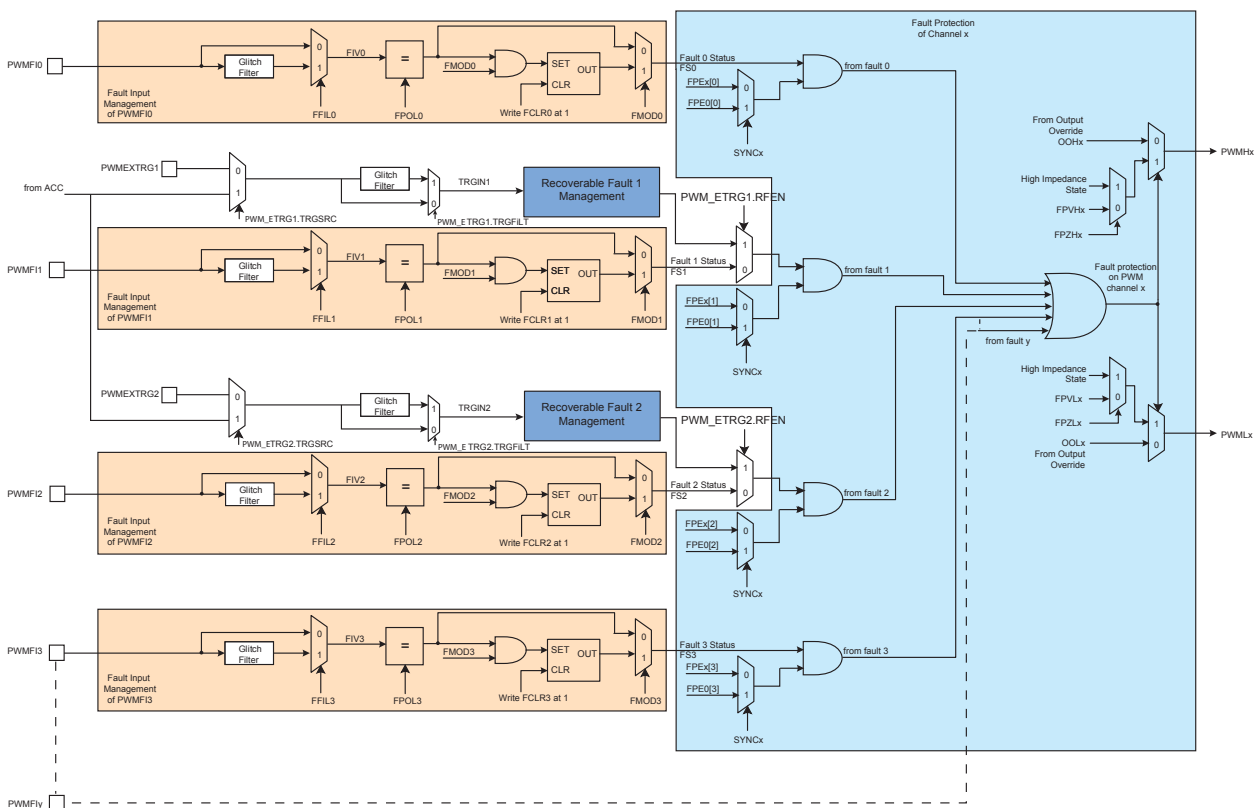 Fault Protection
of Channel x
PWMFI0
Glitch
Filter
0
1
FIV0
=
FMOD0
SET
OUT
CLR
0
1
Fault Input
Management
of PWMFI0
FFIL0
FPOL0
Write FCLR0 at 1
FMOD0
Fault 0 Status
FS0
FPEx[0]
FPE0[0]
0
1
SYNCx
from fault 0
PWMEXTRG1
from ACC
0
1
PWM_ETRG1.TRGSRC
Glitch
Filter
1
0
TRGIN1
PWM_ETRG1.TRGFILT
Recoverable Fault 1
Management
PWM_ETRG1.RFEN
1
0
PWMFI1
Glitch
Filter
0
1
FIV1
=
FMOD1
SET
OUT
CLR
0
1
Fault Input
Management
of PWMFI1
FFIL1
FPOL1
Write FCLR1 at 1
FMOD1
Fault 1 Status
FS1
FPEx[1]
FPE0[1]
0
1
SYNCx
from fault 1
PWMEXTRG2
0
1
PWM_ETRG2.TRGSRC
Glitch
Filter
1
0
TRGIN2
PWM_ETRG2.TRGFILT
Recoverable Fault 2
Management
PWM_ETRG2.RFEN
1
0
PWMFI2
Glitch
Filter
0
1
FIV2
=
FMOD2
SET
OUT
CLR
0
1
Fault Input
Management
of PWMFI2
FFIL2
FPOL2
Write FCLR2 at 1
FMOD2
Fault 2 Status
FS2
FPEx[2]
FPE0[2]
0
1
SYNCx
from fault 2
PWMFI3
Glitch
Filter
0
1
FIV3
=
FMOD3
SET
OUT
CLR
0
1
Fault Input
Management
of PWMFI3
FFIL3
FPOL3
Write FCLR3 at 1
FMOD3
Fault 3 Status
FS3
FPEx[3]
FPE0[3]
0
1
SYNCx
from fault 3
from fault y
Fault protection
on PWM
channel x
From Output
Override
OOHx
0
1
PWMHx
High Impedance
State
FPVHx
FPZHx
1
0
High Impedance
State
FPVLx
FPZLx
1
0
OOLx
From Output
Override
1
0
PWMLx
PWMFIy